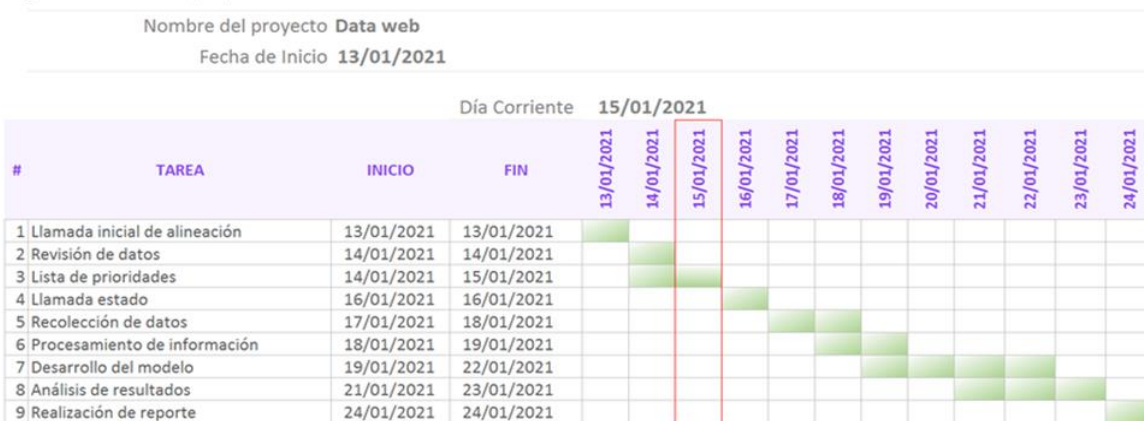 Nombre del proyecto Data web
Fecha de Inicio 13/01/2021
Día Corriente 15/01/2021
# TAREA INICIO FIN 13/01/2021 14/01/2021 15/01/2021 16/01/2021 17/01/2021 18/01/2021 19/01/2021 20/01/2021 21/01/2021 22/01/2021 23/01/2021 24/01/2021
1 Llamada inicial de alineación 13/01/2021 13/01/2021
2 Revisión de datos 14/01/2021 14/01/2021
3 Lista de prioridades 14/01/2021 15/01/2021
4 Llamada estado 16/01/2021 16/01/2021
5 Recolección de datos 17/01/2021 18/01/2021
6 Procesamiento de información 18/01/2021 19/01/2021
7 Desarrollo del modelo 19/01/2021 22/01/2021
8 Análisis de resultados 21/01/2021 23/01/2021
9 Realización de reporte 24/01/2021 24/01/2021